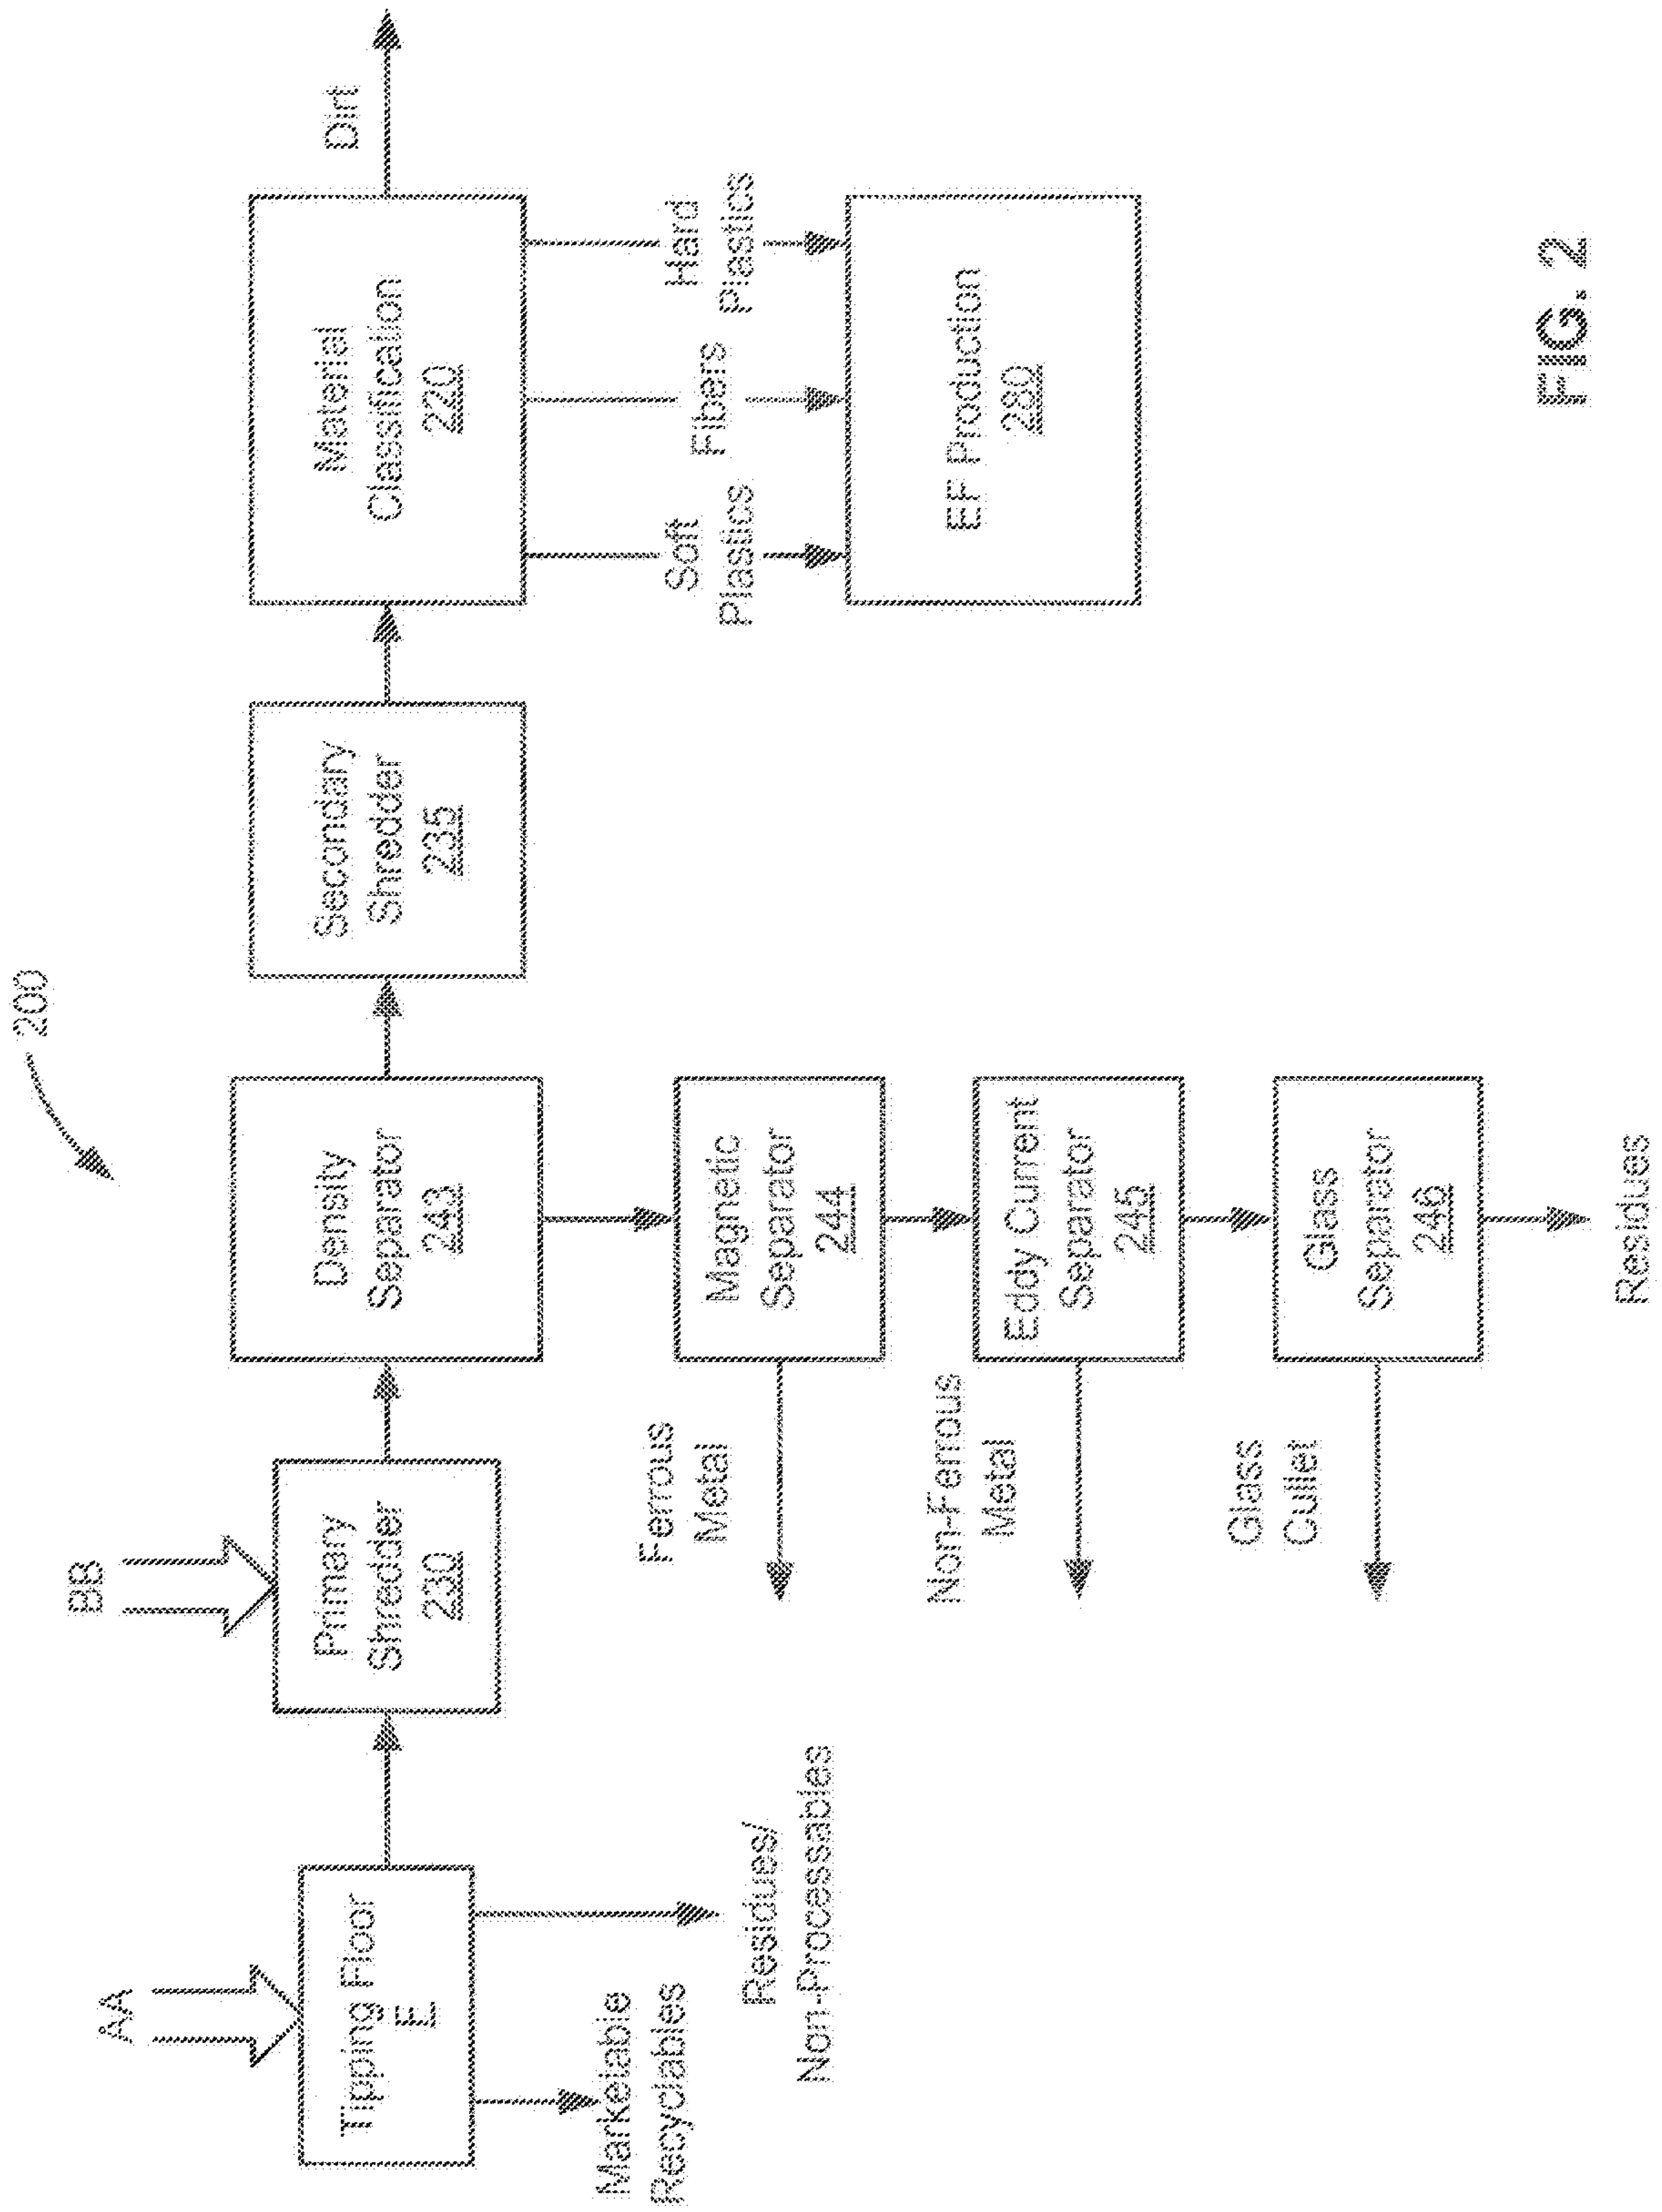 200
AA
Tipping Floor
F
Marketable
Recyclables
Residues/
Non-Processables
BB
Primary
Shredder
230
Density
Separator
243
Magnetic
Separator
244
Ferrous
Metal
Eddy Current
Separator
245
Non-Ferrous
Metal
Glass
Separator
246
Glass
Cullet
Residues
Secondary
Shredder
235
Material
Classification
220
Dirt
Soft
Plastics
Fibers
Hard
Plastics
EF Production
280
FIG. 2